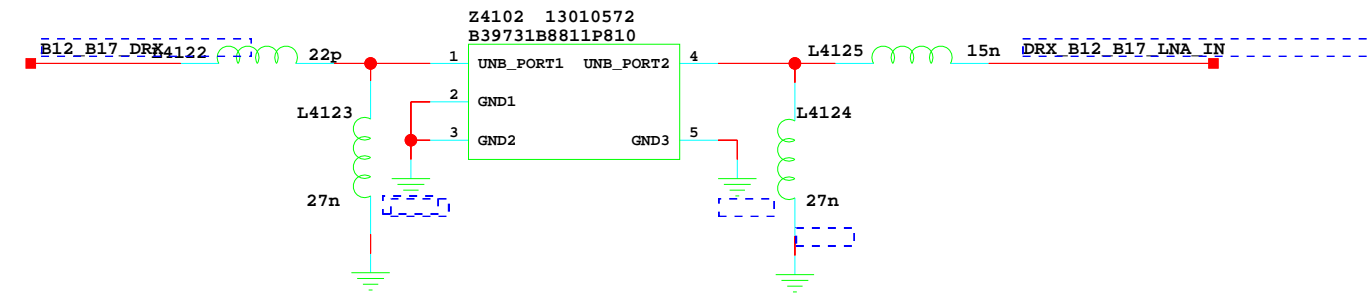 Z4102 13010572
B39731B8811P810
B12_B17_DRX
L4122
22p
1
UNB_PORT1
UNB_PORT2
4
L4125
15n
DRX_B12_B17_LNA_IN
2
GND1
L4123
L4124
3
GND2
GND3
5
27n
27n